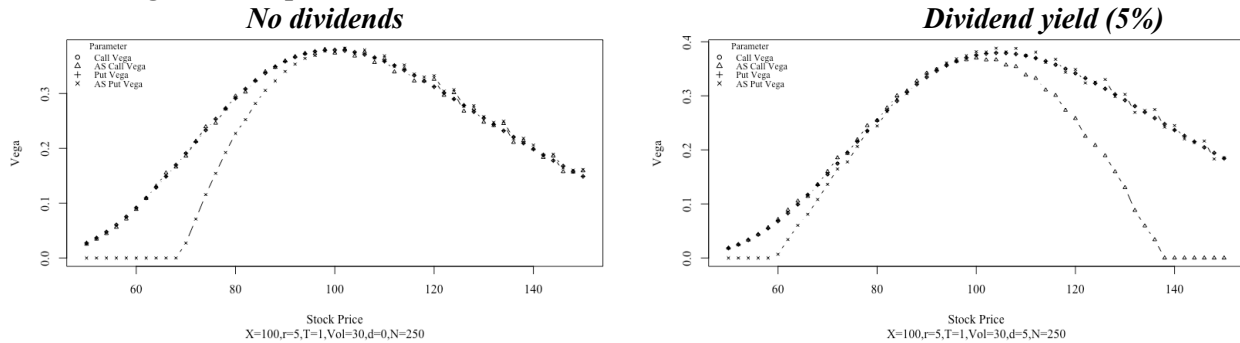 No dividends
Parameter
Call Vega
AS Call Vega
Put Vega
AS Put Vega
Vega
0.0
0.1
0.2
0.3
60
80
100
120
140
Stock Price
X=100,r=5,T=1,Vol=30,d=0,N=250
Dividend yield (5%)
Parameter
Call Vega
AS Call Vega
Put Vega
AS Put Vega
Vega
0.0
0.1
0.2
0.3
0.4
60
80
100
120
140
Stock Price
X=100,r=5,T=1,Vol=30,d=5,N=250